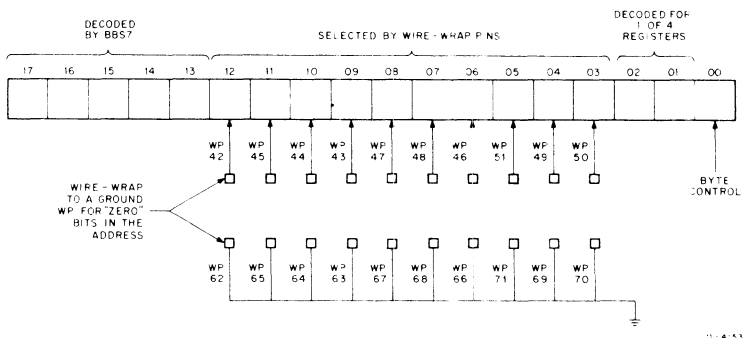 DECODED
BY BBS7
SELECTED BY WIRE-WRAP PINS
DECODED FOR
1 OF 4
REGISTERS
17 16 15 14 13 12 11 10 09 08 07 06 05 04 03 02 01 00
WP WP WP WP WP WP WP WP WP WP
42 45 44 43 47 48 46 51 49 50
WIRE-WRAP
TO A GROUND
WP FOR "ZERO"
BITS IN THE
ADDRESS
BYTE
CONTROL
WP WP WP WP WP WP WP WP WP WP
62 65 64 63 67 68 66 71 69 70